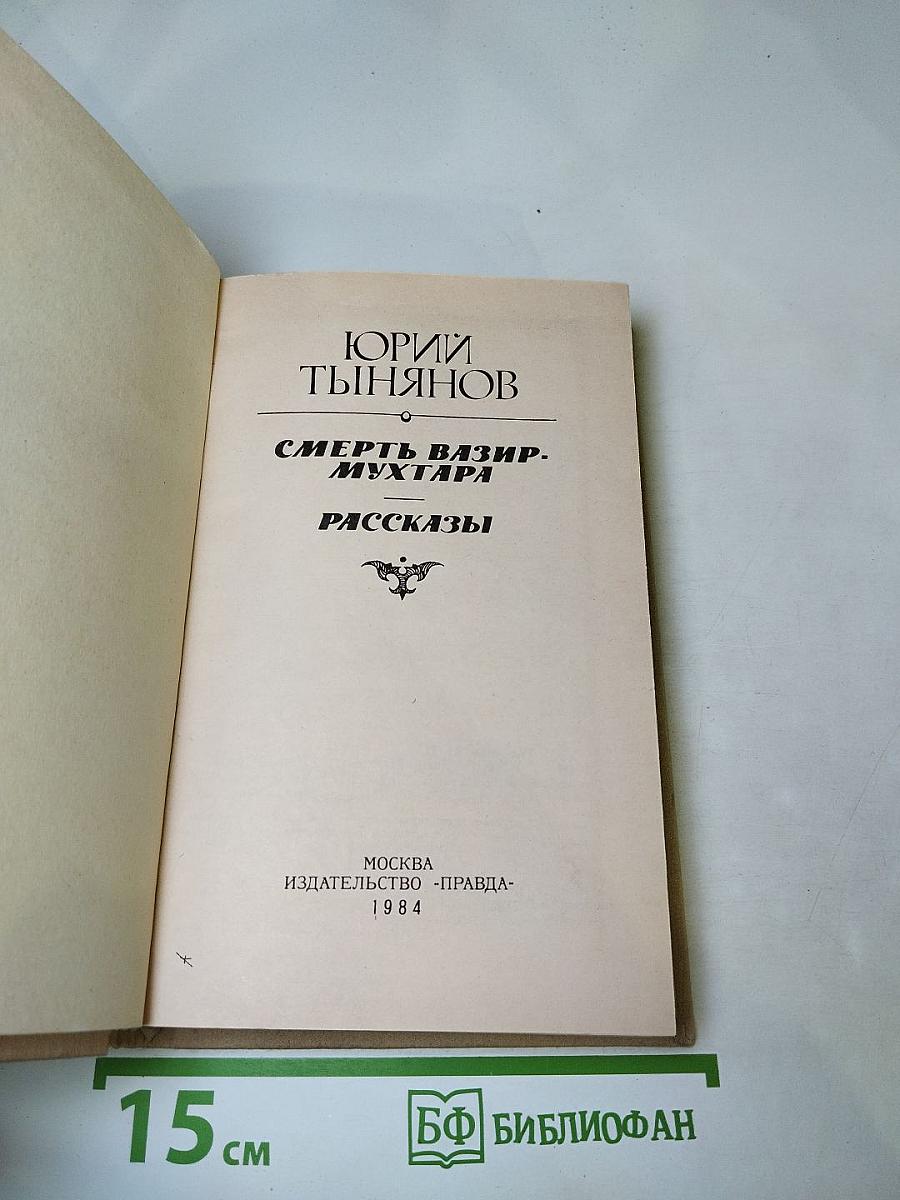 ЮРИЙ
ТЫНЯНОВ
СМЕРТЬ ВАЗИР-
МУХТАРА
РАССКАЗЫ
МОСКВА
ИЗДАТЕЛЬСТВО «ПРАВДА»
1984
15 см
БФ БИБЛИОФАН